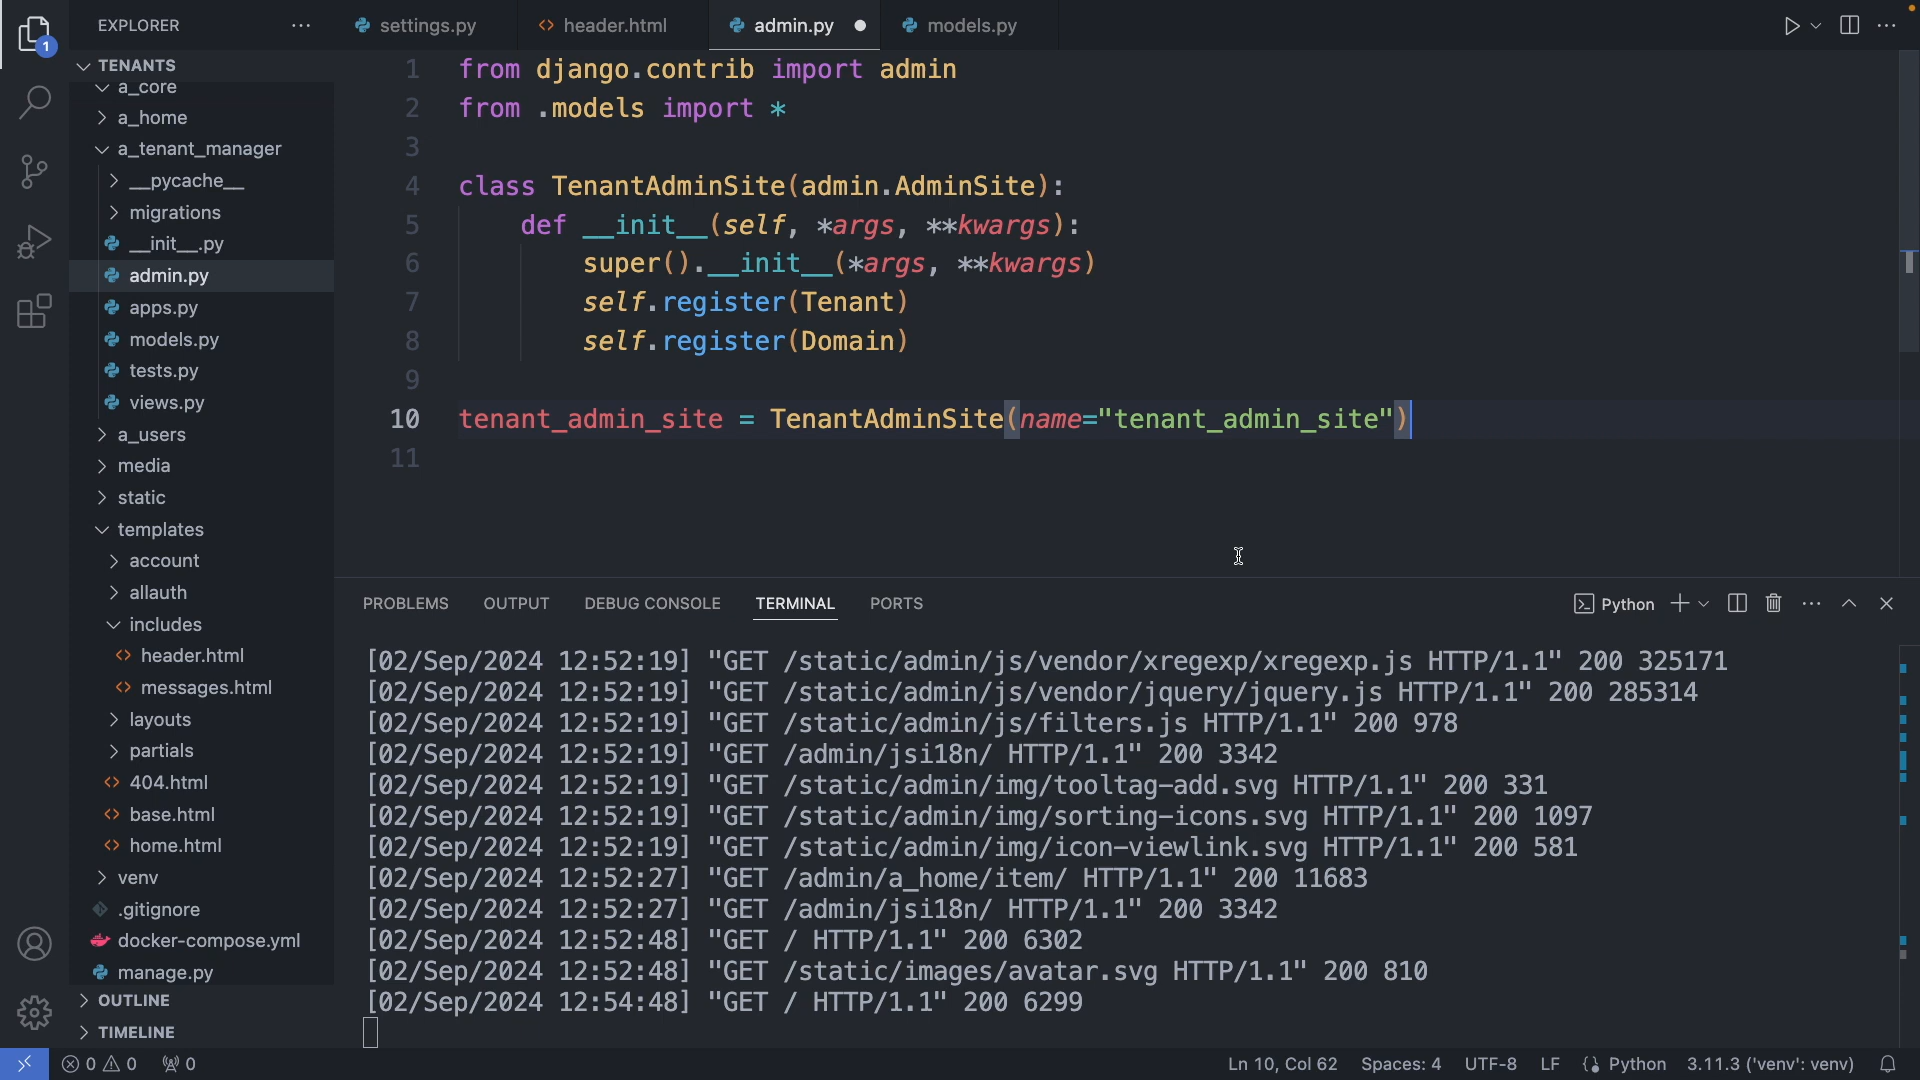 EXPLORER
settings.py
header.html
admin.py
models.py
1
TENANTS
a_core
a_home
a_tenant_manager
__pycache__
migrations
__init__.py
admin.py
apps.py
models.py
tests.py
views.py
a_users
media
static
templates
account
allauth
includes
header.html
messages.html
layouts
partials
404.html
base.html
home.html
venv
.gitignore
docker-compose.yml
manage.py
OUTLINE
TIMELINE
1 from django.contrib import admin
2 from .models import *
3
4 class TenantAdminSite(admin.AdminSite):
5 def __init__(self, *args, **kwargs):
6 super().__init__(*args, **kwargs)
7 self.register(Tenant)
8 self.register(Domain)
9
10 tenant_admin_site = TenantAdminSite(name="tenant_admin_site")
11
PROBLEMS OUTPUT DEBUG CONSOLE TERMINAL PORTS Python
[02/Sep/2024 12:52:19] "GET /static/admin/js/vendor/xregexp/xregexp.js HTTP/1.1" 200 325171
[02/Sep/2024 12:52:19] "GET /static/admin/js/vendor/jquery/jquery.js HTTP/1.1" 200 285314
[02/Sep/2024 12:52:19] "GET /static/admin/js/filters.js HTTP/1.1" 200 978
[02/Sep/2024 12:52:19] "GET /admin/jsi18n/ HTTP/1.1" 200 3342
[02/Sep/2024 12:52:19] "GET /static/admin/img/tooltag-add.svg HTTP/1.1" 200 331
[02/Sep/2024 12:52:19] "GET /static/admin/img/sorting-icons.svg HTTP/1.1" 200 1097
[02/Sep/2024 12:52:19] "GET /static/admin/img/icon-viewlink.svg HTTP/1.1" 200 581
[02/Sep/2024 12:52:27] "GET /admin/a_home/item/ HTTP/1.1" 200 11683
[02/Sep/2024 12:52:27] "GET /admin/jsi18n/ HTTP/1.1" 200 3342
[02/Sep/2024 12:52:48] "GET / HTTP/1.1" 200 6302
[02/Sep/2024 12:52:48] "GET /static/images/avatar.svg HTTP/1.1" 200 810
[02/Sep/2024 12:54:48] "GET / HTTP/1.1" 200 6299
0 0 0 Ln 10, Col 62 Spaces: 4 UTF-8 LF Python 3.11.3 ('venv': venv)